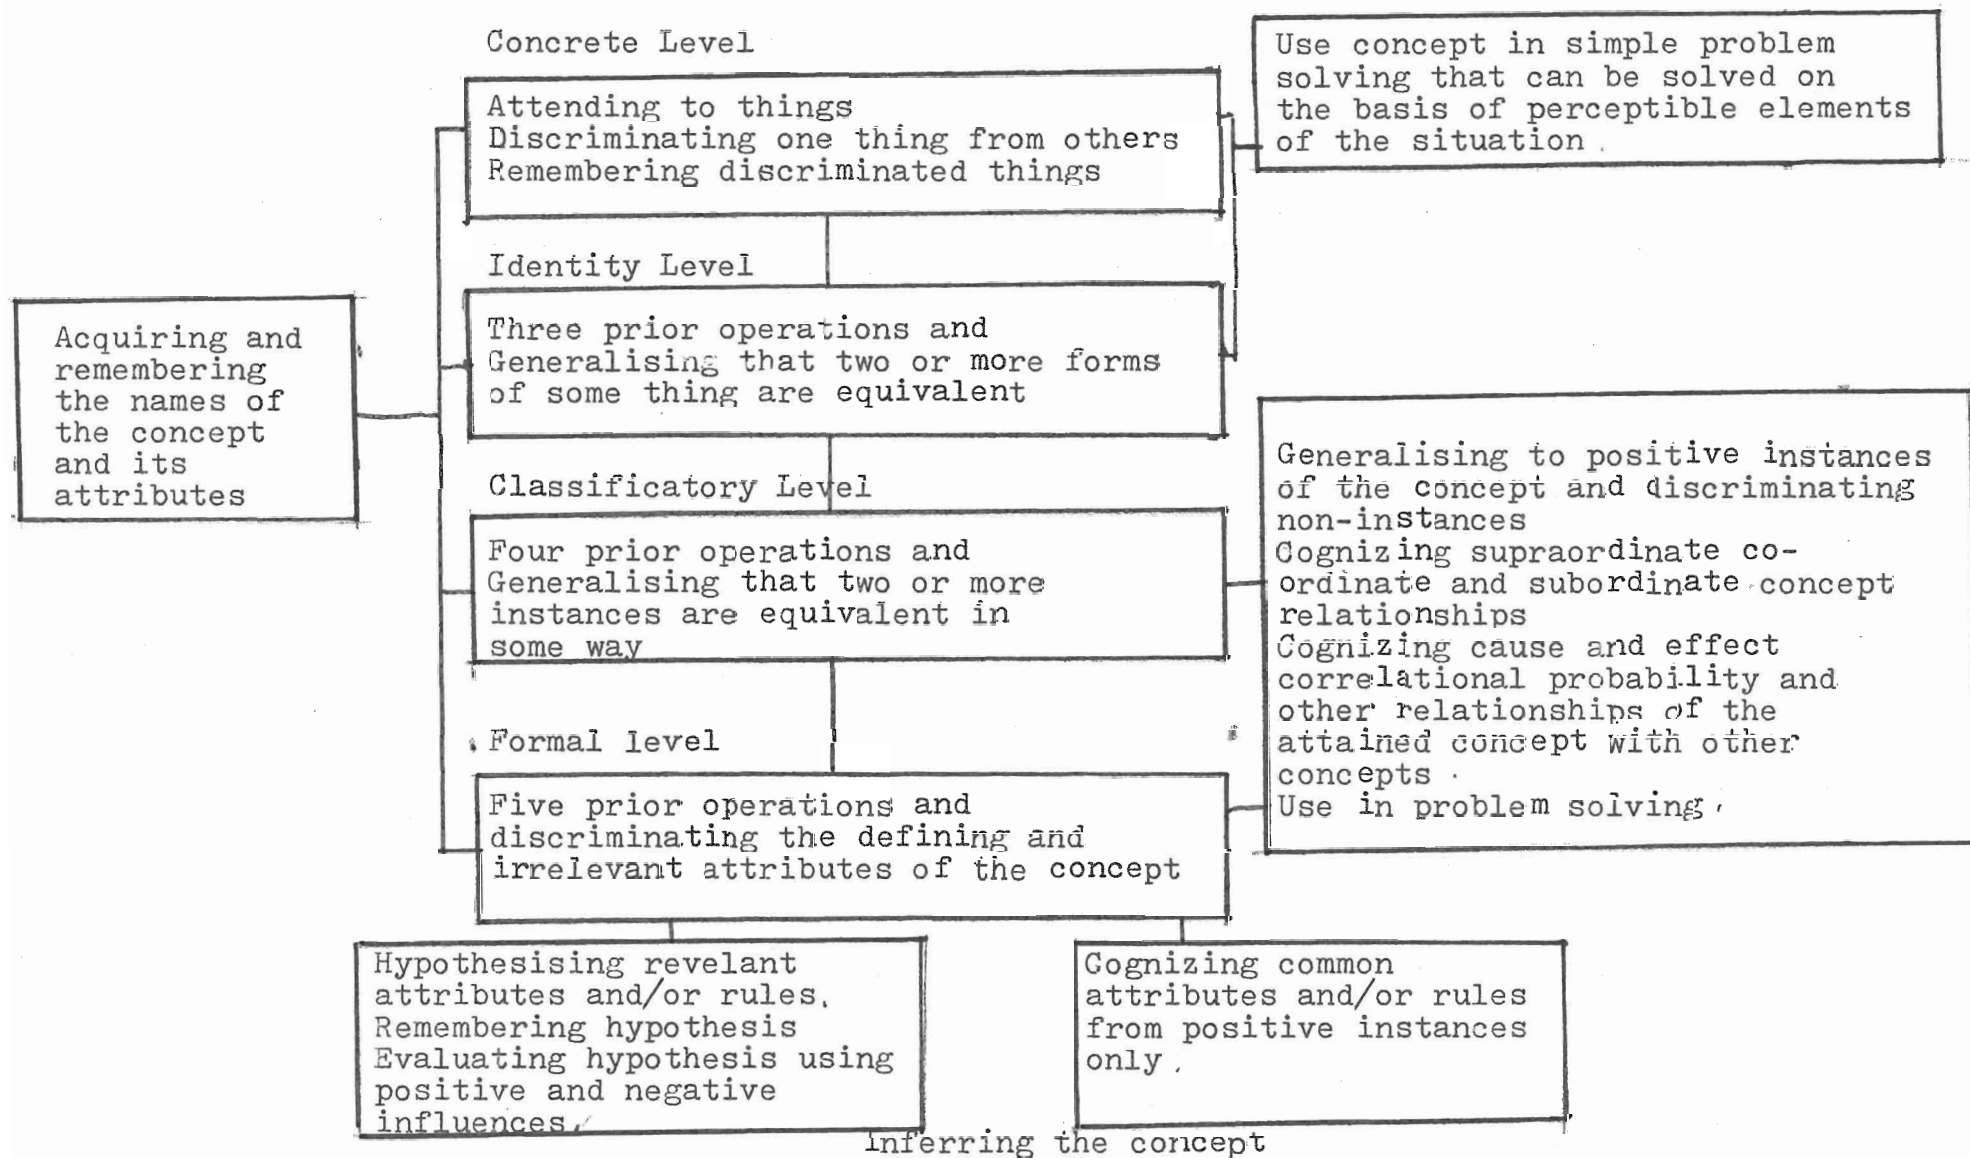 Concrete Level
Attending to things
Discriminating one thing from others
Remembering discriminated things
Use concept in simple problem
solving that can be solved on
the basis of perceptible elements
of the situation.
Identity Level
Three prior operations and
Generalising that two or more forms
of some thing are equivalent
Acquiring and
remembering
the names of
the concept
and its
attributes
Classificatory Level
Four prior operations and
Generalising that two or more
instances are equivalent in
some way
Generalising to positive instances
of the concept and discriminating
non-instances
Cognizing supraordinate co-
ordinate and subordinate concept
relationships
Cognizing cause and effect
correlational probability and
other relationships of the
attained concept with other
concepts.
Use in problem solving.
Formal level
Five prior operations and
discriminating the defining and
irrelevant attributes of the concept
Hypothesising revelant
attributes and/or rules.
Remembering hypothesis
Evaluating hypothesis using
positive and negative
influences.
Cognizing common
attributes and/or rules
from positive instances
only.
Inferring the concept